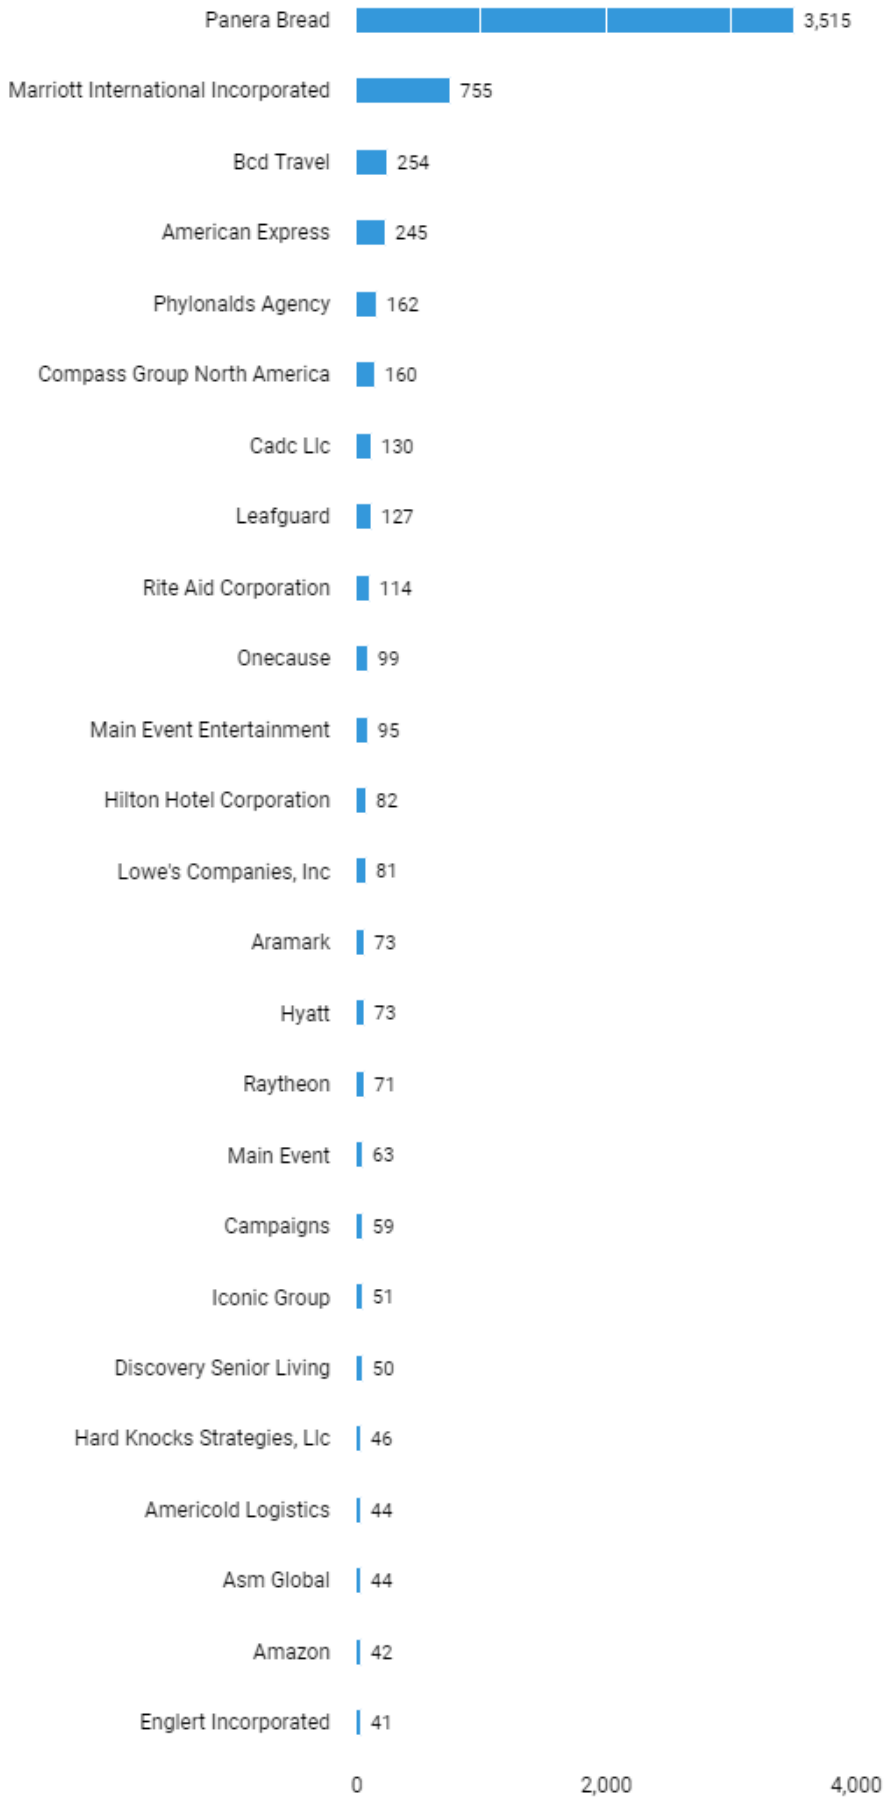 Panera Bread 3,515
Marriott International Incorporated 755
Bcd Travel 254
American Express 245
Phylonalds Agency 162
Compass Group North America 160
Cadc Llc 130
Leafguard 127
Rite Aid Corporation 114
Onecause 99
Main Event Entertainment 95
Hilton Hotel Corporation 82
Lowe's Companies, Inc 81
Aramark 73
Hyatt 73
Raytheon 71
Main Event 63
Campaigns 59
Iconic Group 51
Discovery Senior Living 50
Hard Knocks Strategies, Llc 46
Americold Logistics 44
Asm Global 44
Amazon 42
Englert Incorporated 41
0 2,000 4,000